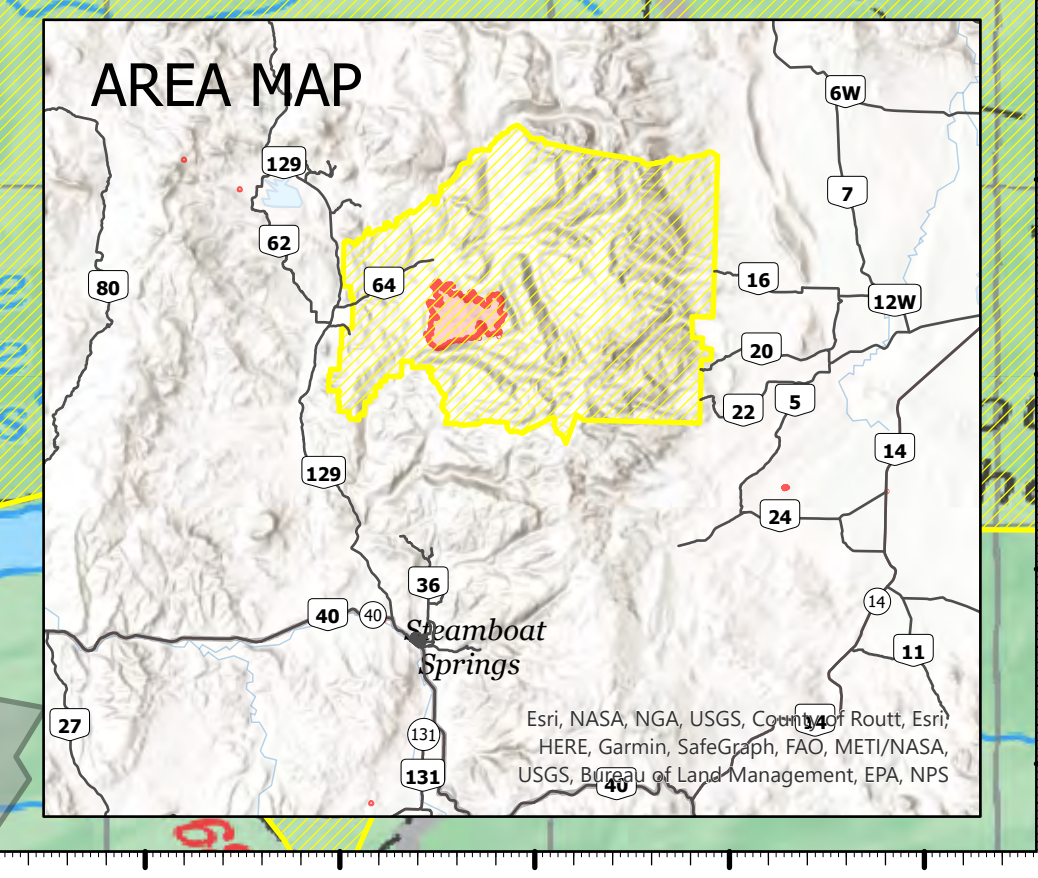 AREA MAP
6W
129
7
62
16
64
80
12W
20
22
5
14
129
24
36
14
40
40
Steamboat
Springs
11
27
Esri, NASA, NGA, USGS, County of Routt, Esri,
14
131
HERE, Garmin, SafeGraph, FAO, METI/NASA,
131
USGS, Bureau of Land Management, EPA, NPS
40